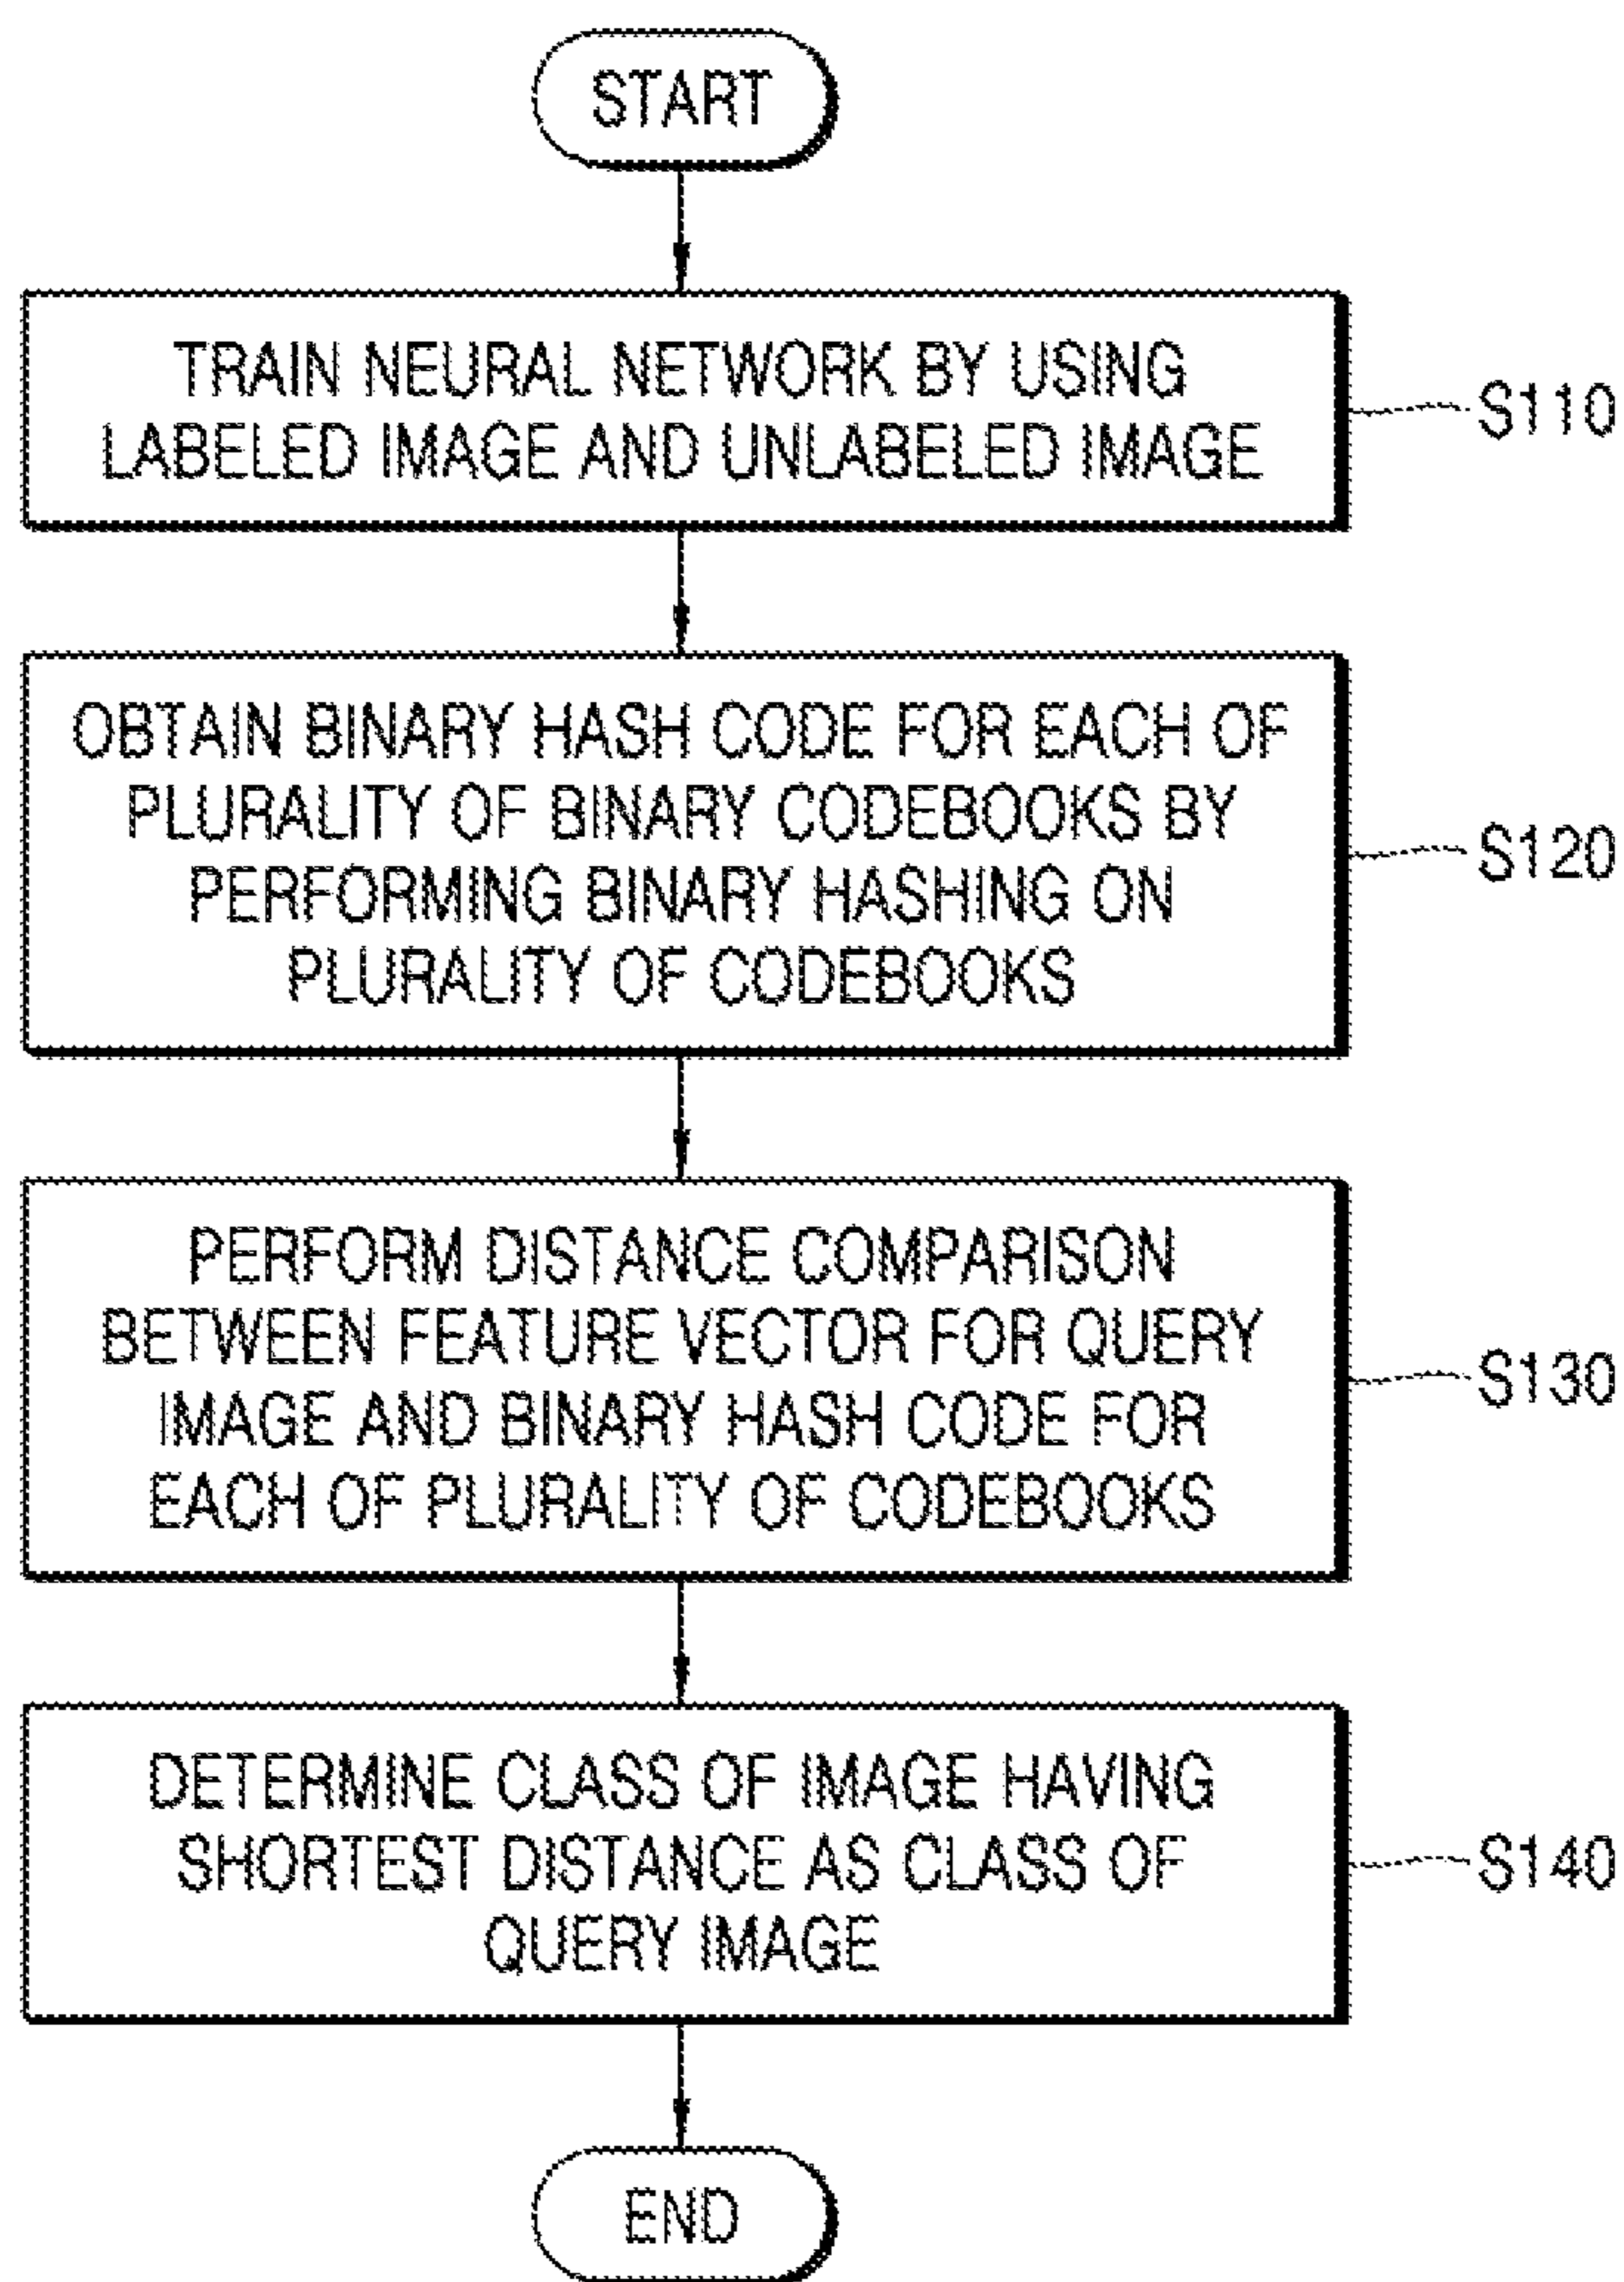 START
TRAIN NEURAL NETWORK BY USING
LABELED IMAGE AND UNLABELED IMAGE
S110
OBTAIN BINARY HASH CODE FOR EACH OF
PLURALITY OF BINARY CODEBOOKS BY
PERFORMING BINARY HASHING ON
PLURALITY OF CODEBOOKS
S120
PERFORM DISTANCE COMPARISON
BETWEEN FEATURE VECTOR FOR QUERY
IMAGE AND BINARY HASH CODE FOR
EACH OF PLURALITY OF CODEBOOKS
S130
DETERMINE CLASS OF IMAGE HAVING
SHORTEST DISTANCE AS CLASS OF
QUERY IMAGE
S140
END